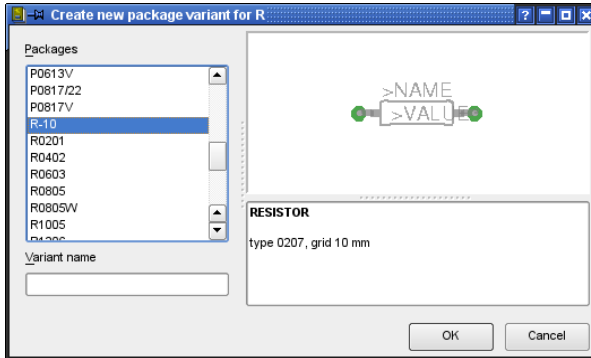 Create new package variant for R
Packages
P0613V
P0817/22
P0817V
R-10
R0201
R0402
R0603
R0805
R0805W
R1005
R1206
Variant name
>NAME
>VALUE
RESISTOR
type 0207, grid 10 mm
OK
Cancel